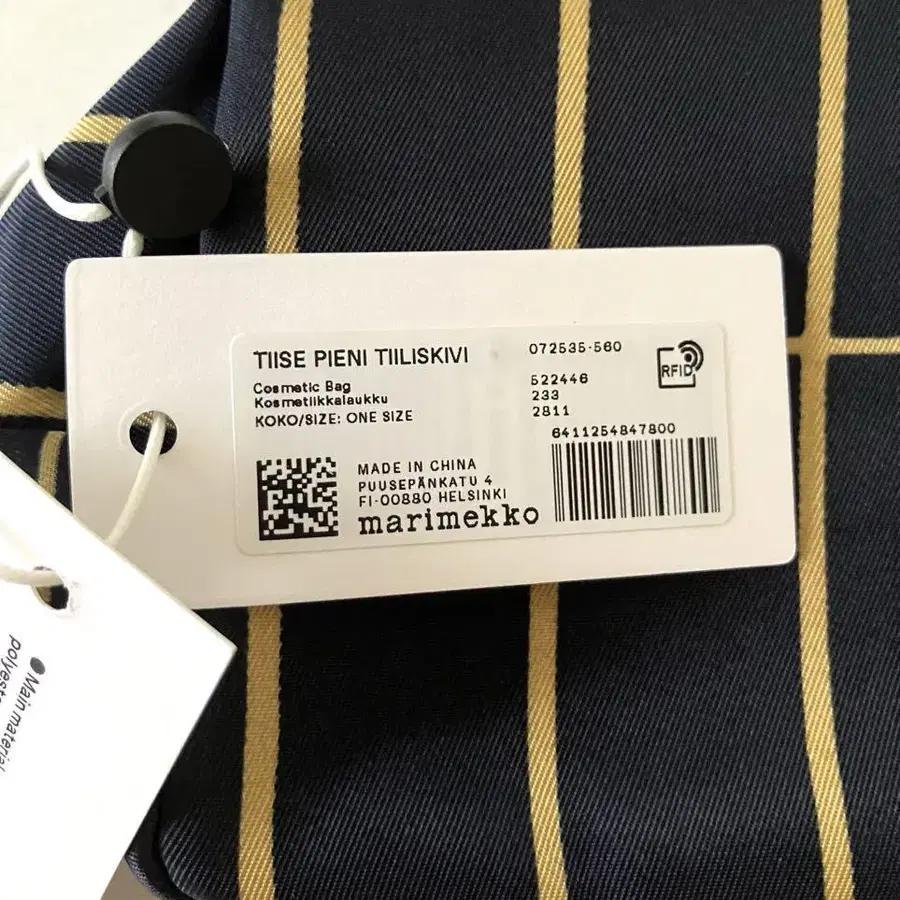 TIISE PIENI TIILISKIVI
Cosmetic Bag
Kosmetiikkalaukku
KOKO/SIZE: ONE SIZE
072535-560
522446
233
2811
RFID
6411254847800
MADE IN CHINA
PUUSEPÄNKATU 4
FI-00880 HELSINKI
marimekko
●Main material